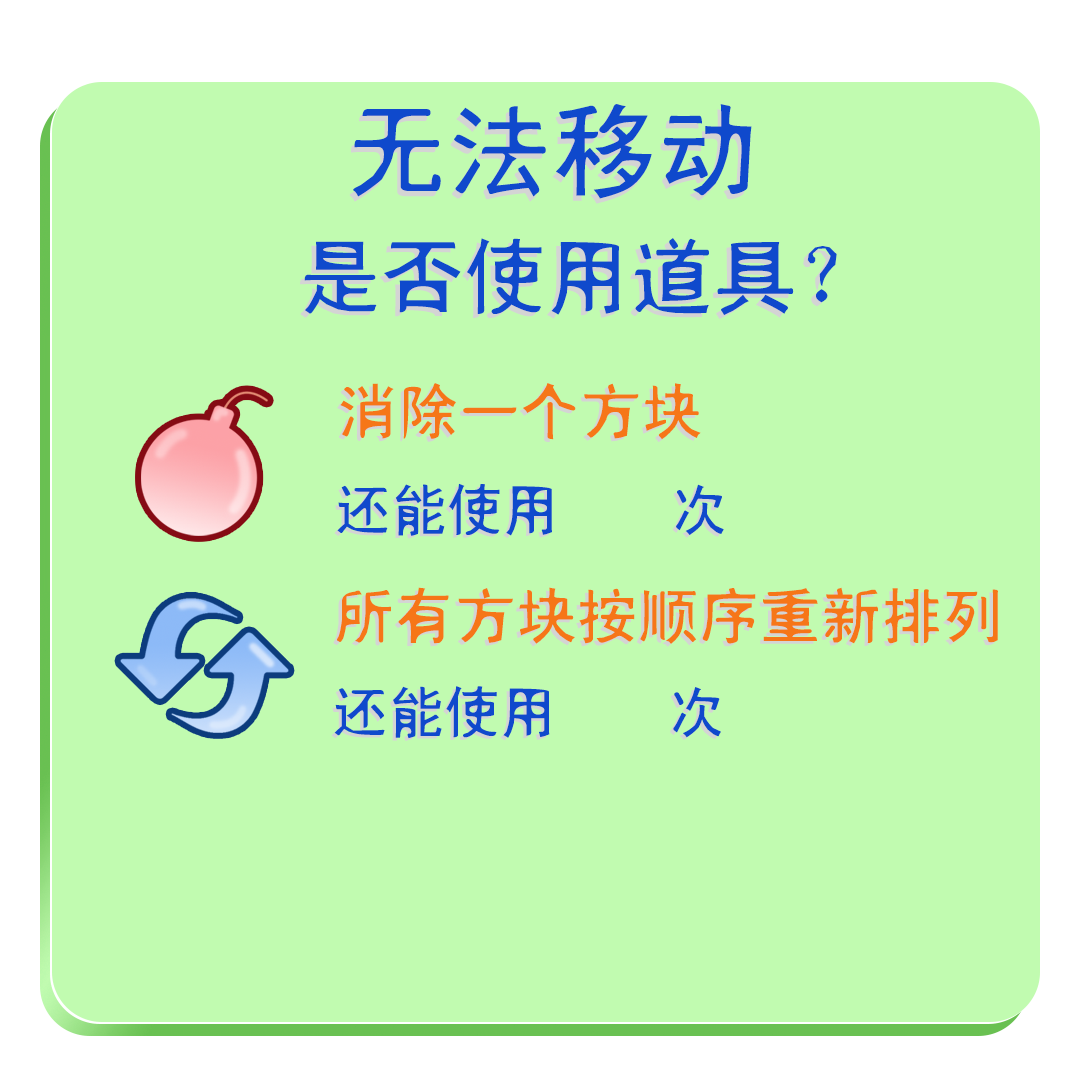 无法移动
是否使用道具？
消除一个方块
还能使用 次
所有方块按顺序重新排列
还能使用 次